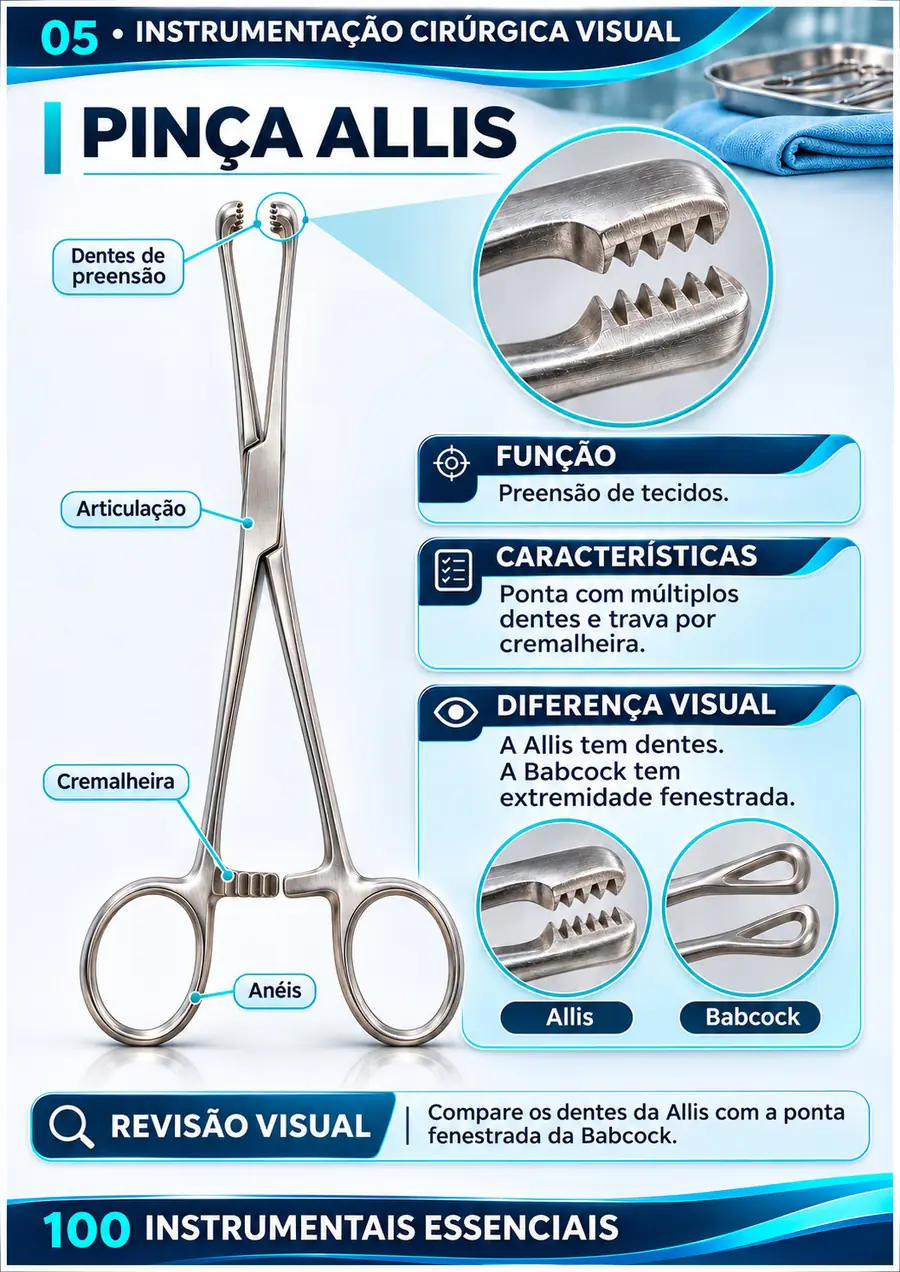 05 • INSTRUMENTAÇÃO CIRÚRGICA VISUAL
PINÇA ALLIS
Dentes de
preensão
Articulação
Cremalheira
Anéis
FUNÇÃO
Preensão de tecidos.
CARACTERÍSTICAS
Ponta com múltiplos
dentes e trava por
cremalheira.
DIFERENÇA VISUAL
A Allis tem dentes.
A Babcock tem
extremidade fenestrada.
Allis
Babcock
REVISÃO VISUAL
Compare os dentes da Allis com a ponta
fenestrada da Babcock.
100 INSTRUMENTAIS ESSENCIAIS